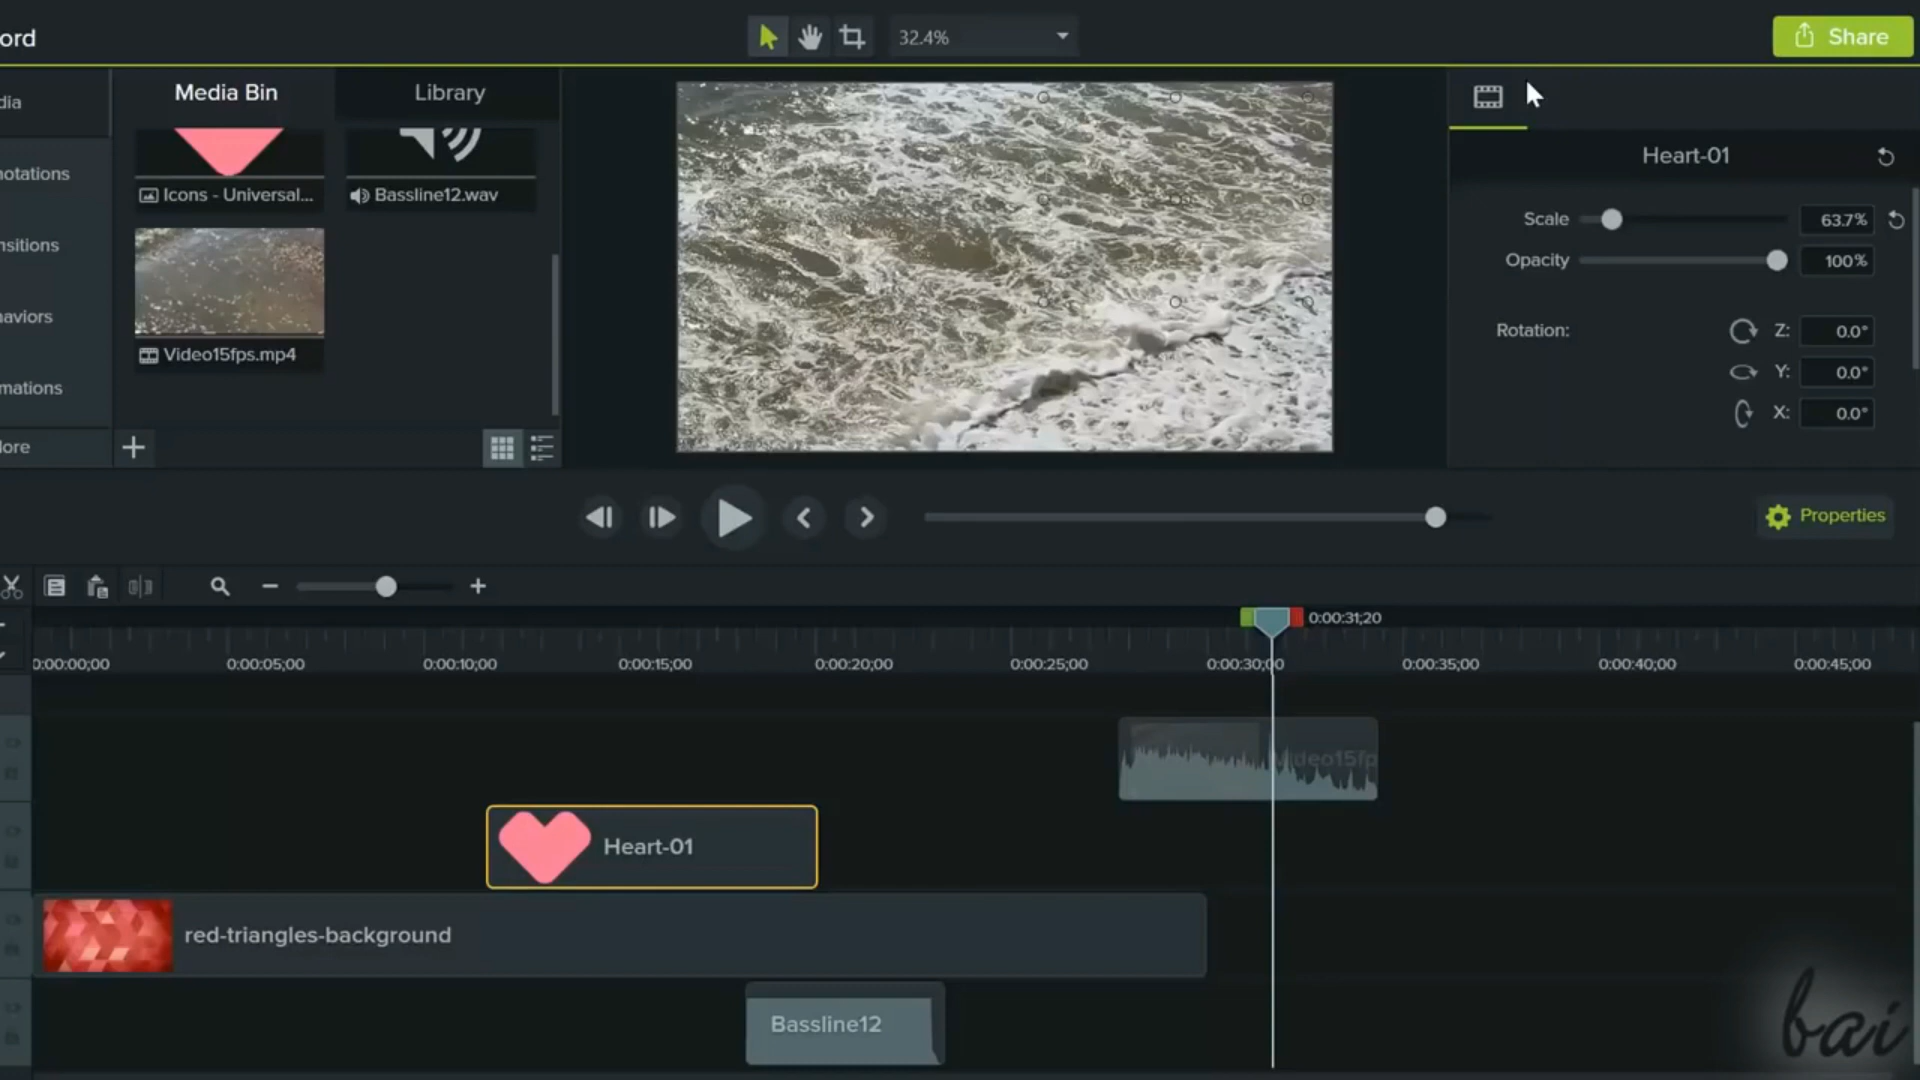 ord
32.4%
Share
dia
Media Bin
Library
notations
Icons - Universal...
Bassline12.wav
nsitions
Video15fps.mp4
haviors
mations
lore
Heart-01
Scale
63.7%
Opacity
100%
Rotation:
Z:
0.0°
Y:
0.0°
X:
0.0°
Properties
0:00:31;20
0:00:00;00
0:00:05;00
0:00:10;00
0:00:15;00
0:00:20;00
0:00:25;00
0:00:30;00
0:00:35;00
0:00:40;00
0:00:45;00
Video15fp
Heart-01
red-triangles-background
Bassline12
bai